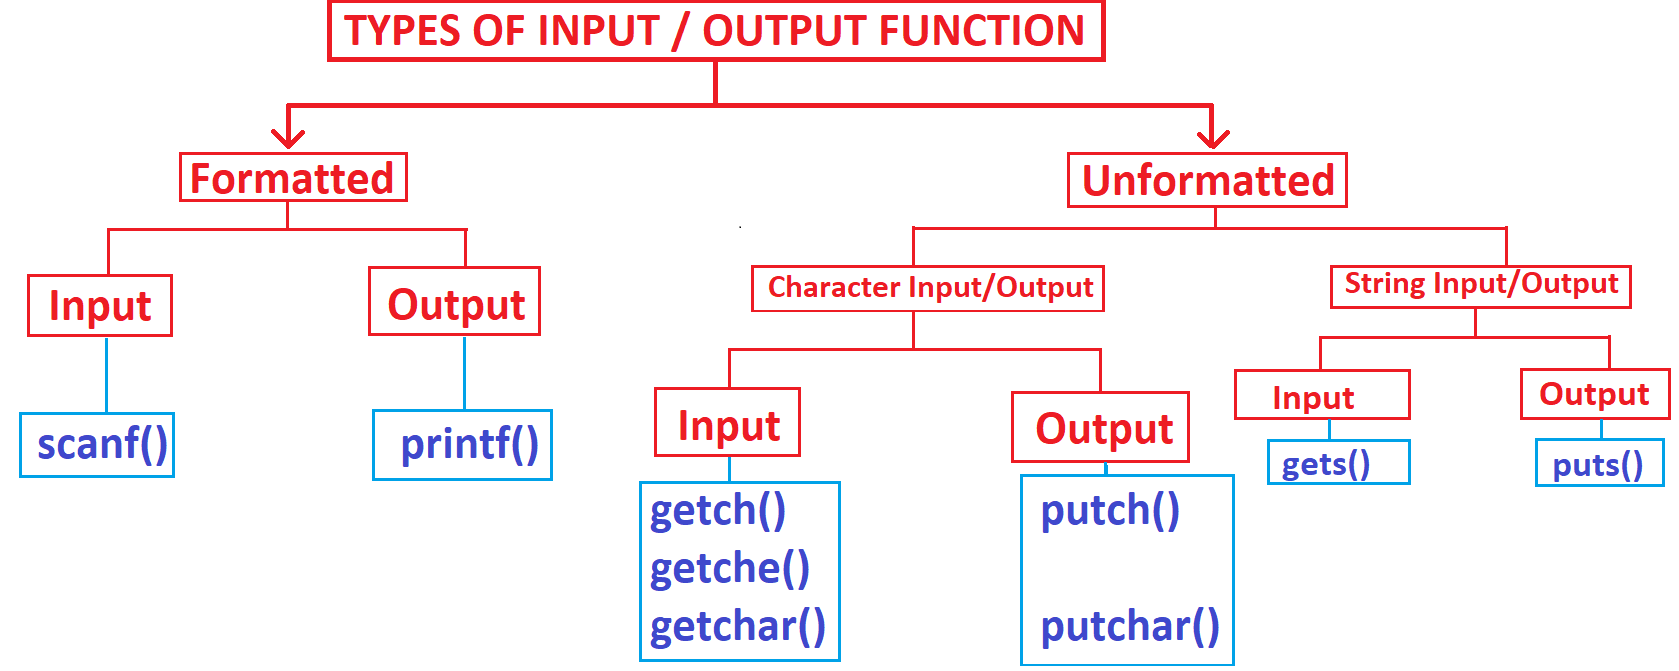 TYPES OF INPUT / OUTPUT FUNCTION
Formatted
Unformatted
Input
Output
Character Input/Output
String Input/Output
scanf()
printf()
Input
Output
Input
Output
getch()
getche()
getchar()
putch()
putchar()
gets()
puts()